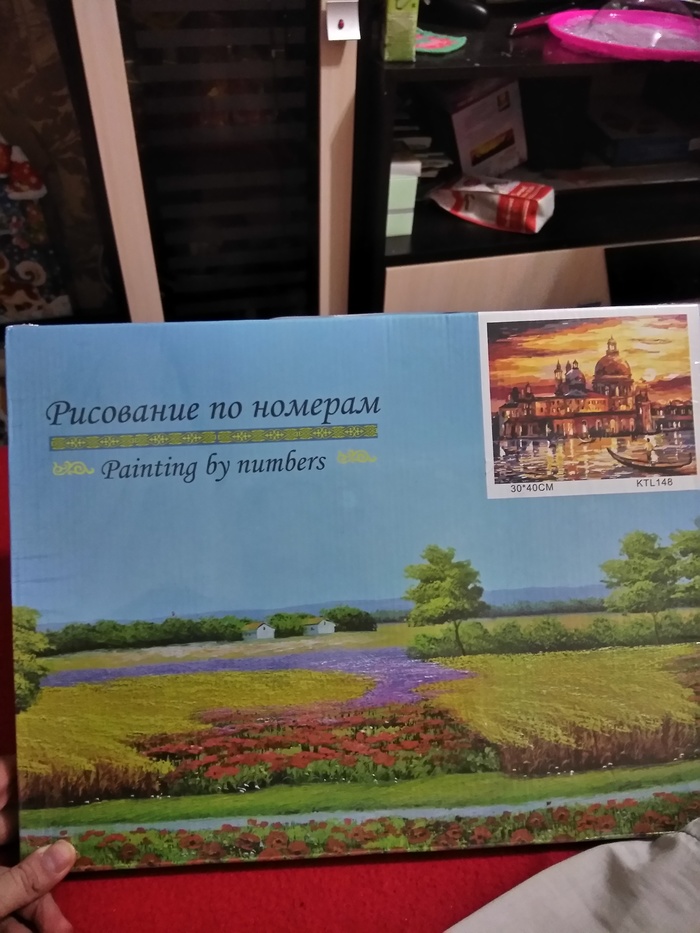 Рисование по номерам
Painting by numbers
30*40CM
KTL148